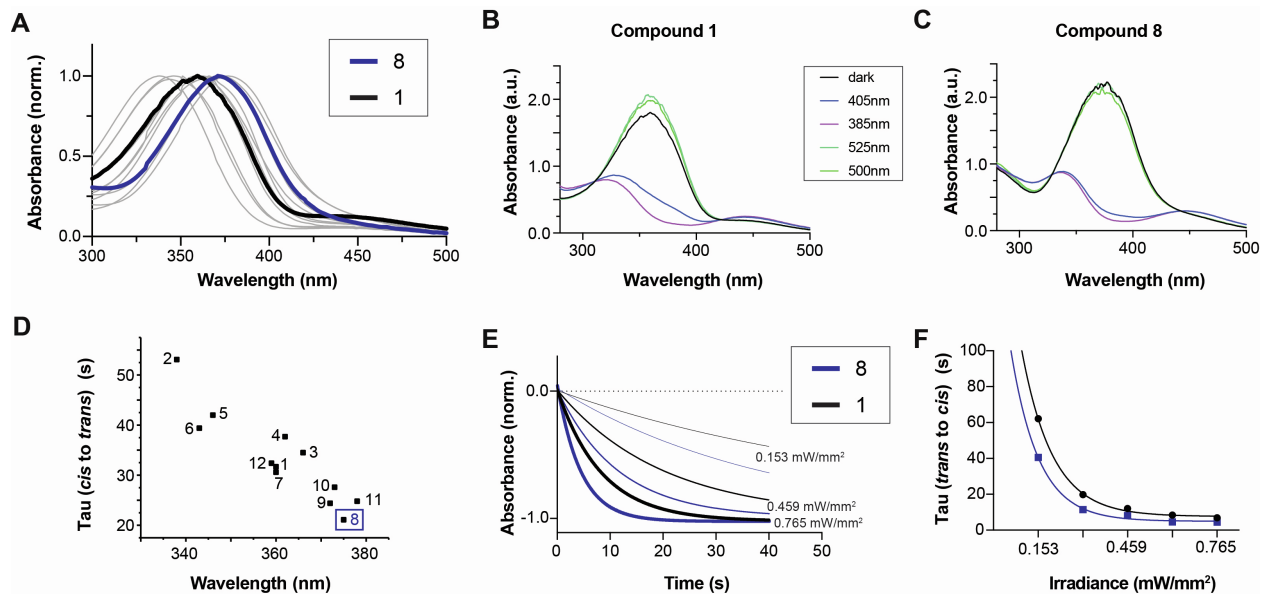 A
Absorbance (norm.)
1.0
0.5
0.0
300
350
400
450
500
Wavelength (nm)
8
1
B
Compound 1
Absorbance (a.u.)
2.0
1.0
0.0
300
400
500
Wavelength (nm)
dark
405nm
385nm
525nm
500nm
C
Compound 8
Absorbance (a.u.)
2.0
1.0
0.0
300
400
500
Wavelength (nm)
D
Tau (cis to trans) (s)
50
40
30
20
2
5
6
4
3
12
1
7
10
9
11
8
340
360
380
Wavelength (nm)
E
Absorbance (norm.)
0.0
-1.0
8
1
0.153 mW/mm²
0.459 mW/mm²
0.765 mW/mm²
0
10
20
30
40
50
Time (s)
F
Tau (trans to cis) (s)
100
80
60
40
20
0
0.153
0.459
0.765
Irradiance (mW/mm²)